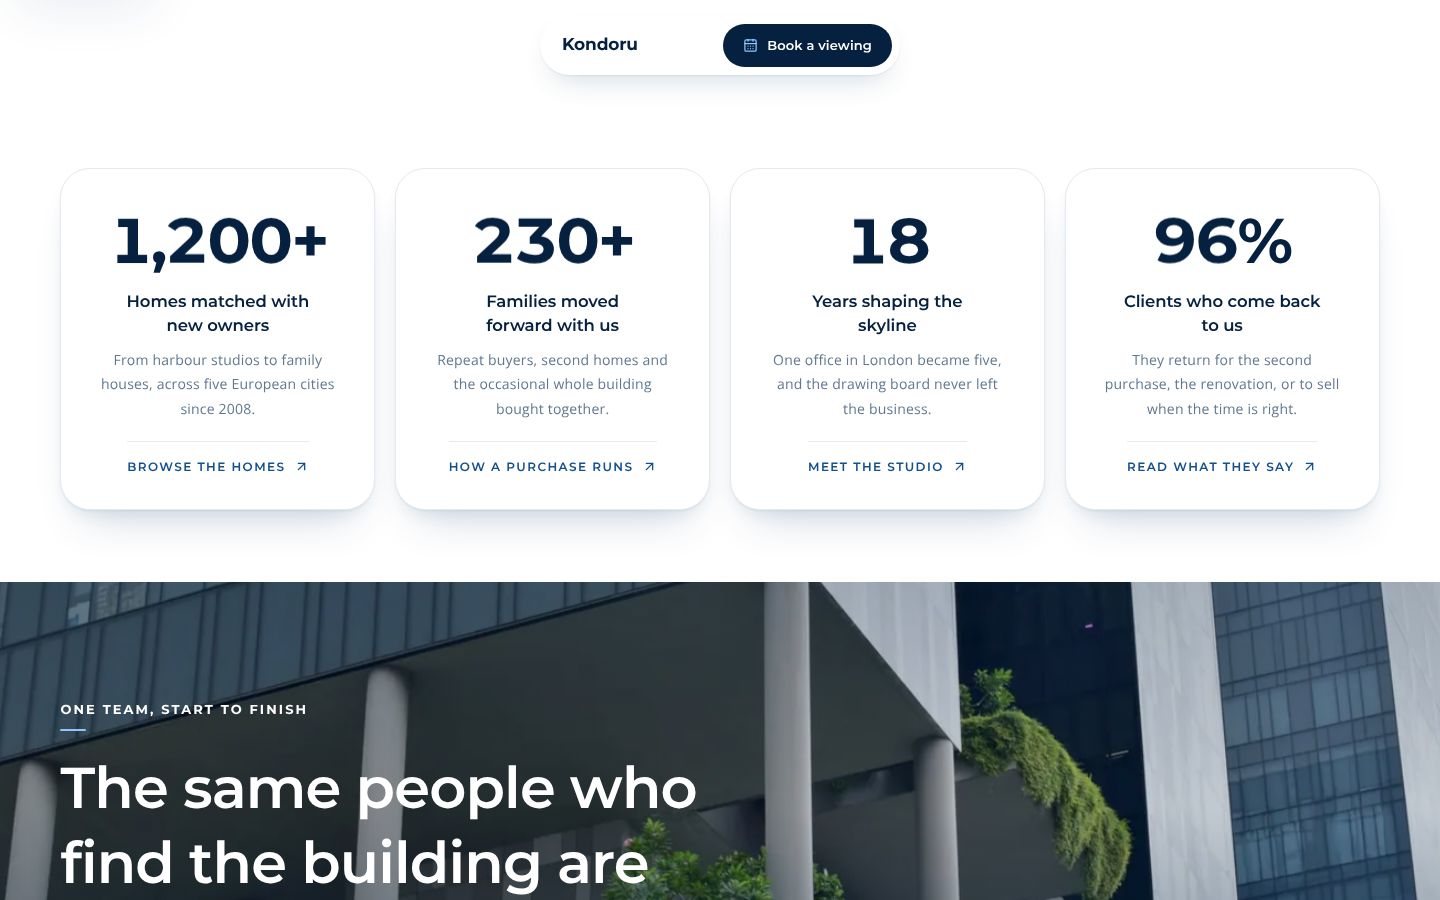 Kondoru
Book a viewing
1,200+
Homes matched with
new owners
From harbour studios to family
houses, across five European cities
since 2008.
BROWSE THE HOMES
230+
Families moved
forward with us
Repeat buyers, second homes and
the occasional whole building
bought together.
HOW A PURCHASE RUNS
18
Years shaping the
skyline
One office in London became five,
and the drawing board never left
the business.
MEET THE STUDIO
96%
Clients who come back
to us
They return for the second
purchase, the renovation, or to sell
when the time is right.
READ WHAT THEY SAY
ONE TEAM, START TO FINISH
The same people who
find the building are